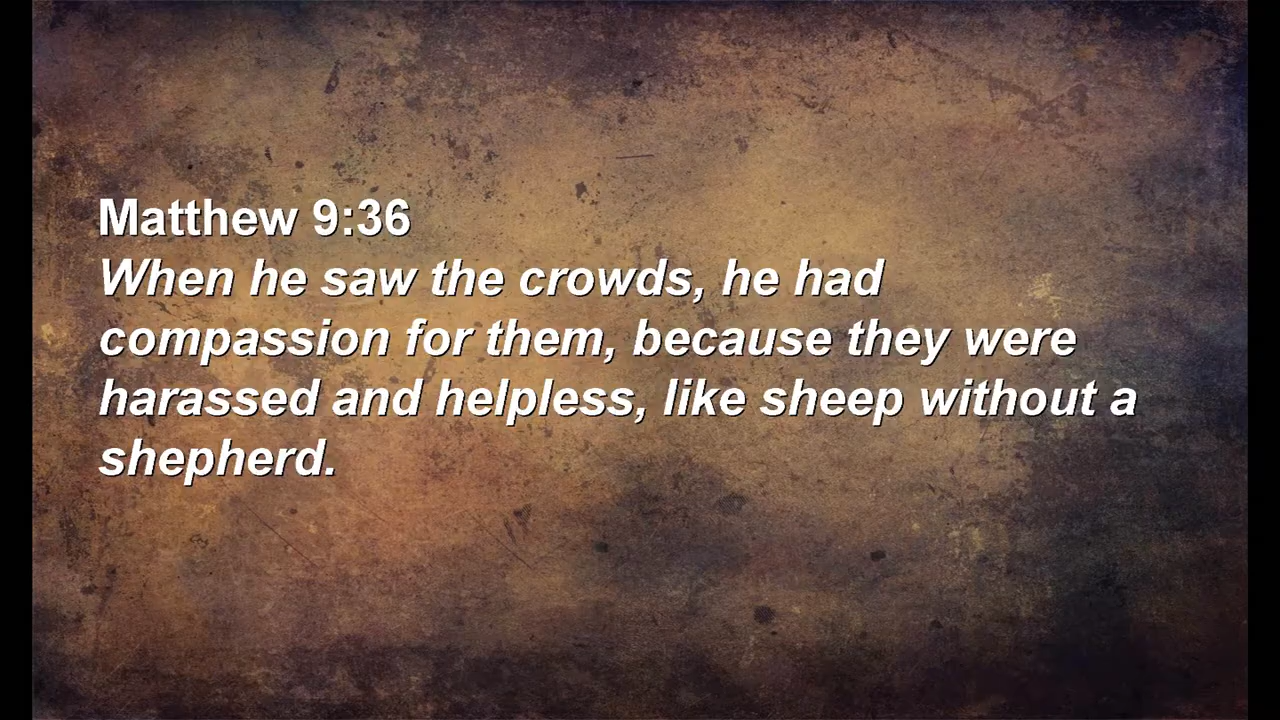 Matthew 9:36
When he saw the crowds, he had
compassion for them, because they were
harassed and helpless, like sheep without a
shepherd.